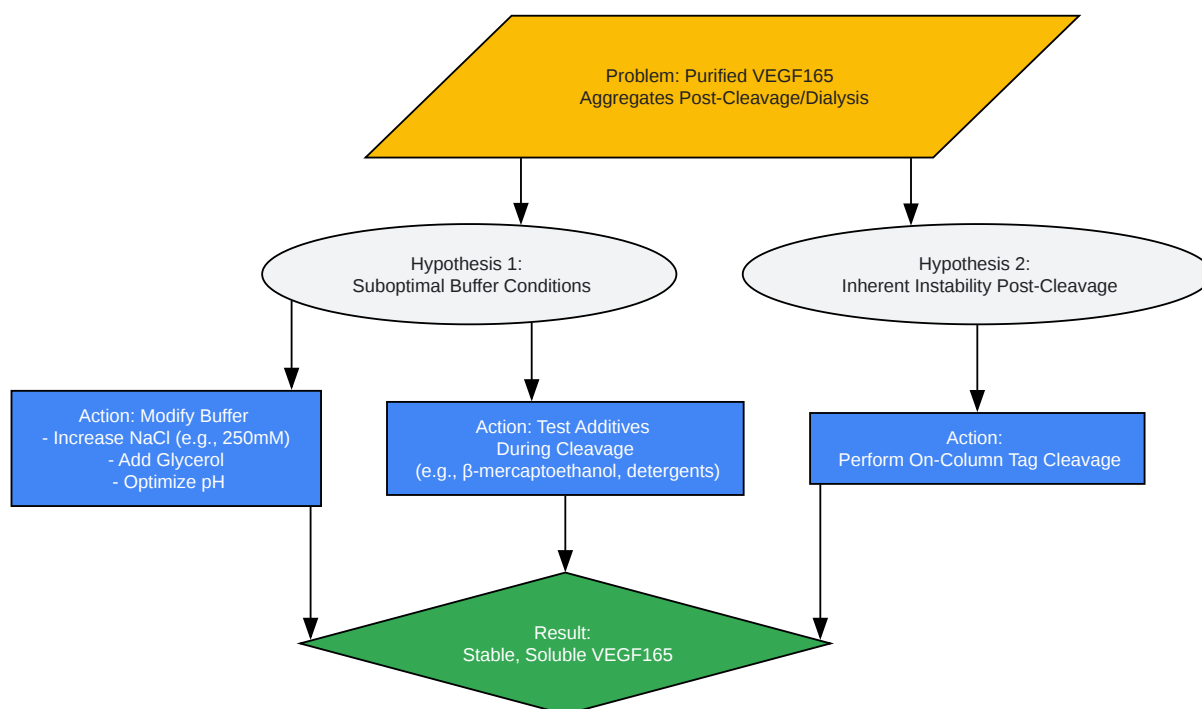 Problem: Purified VEGF165
Aggregates Post-Cleavage/Dialysis
Hypothesis 1:
Suboptimal Buffer Conditions
Hypothesis 2:
Inherent Instability Post-Cleavage
Action: Modify Buffer
- Increase NaCl (e.g., 250mM)
- Add Glycerol
- Optimize pH
Action: Test Additives
During Cleavage
(e.g., β-mercaptoethanol, detergents)
Action:
Perform On-Column Tag Cleavage
Result:
Stable, Soluble VEGF165